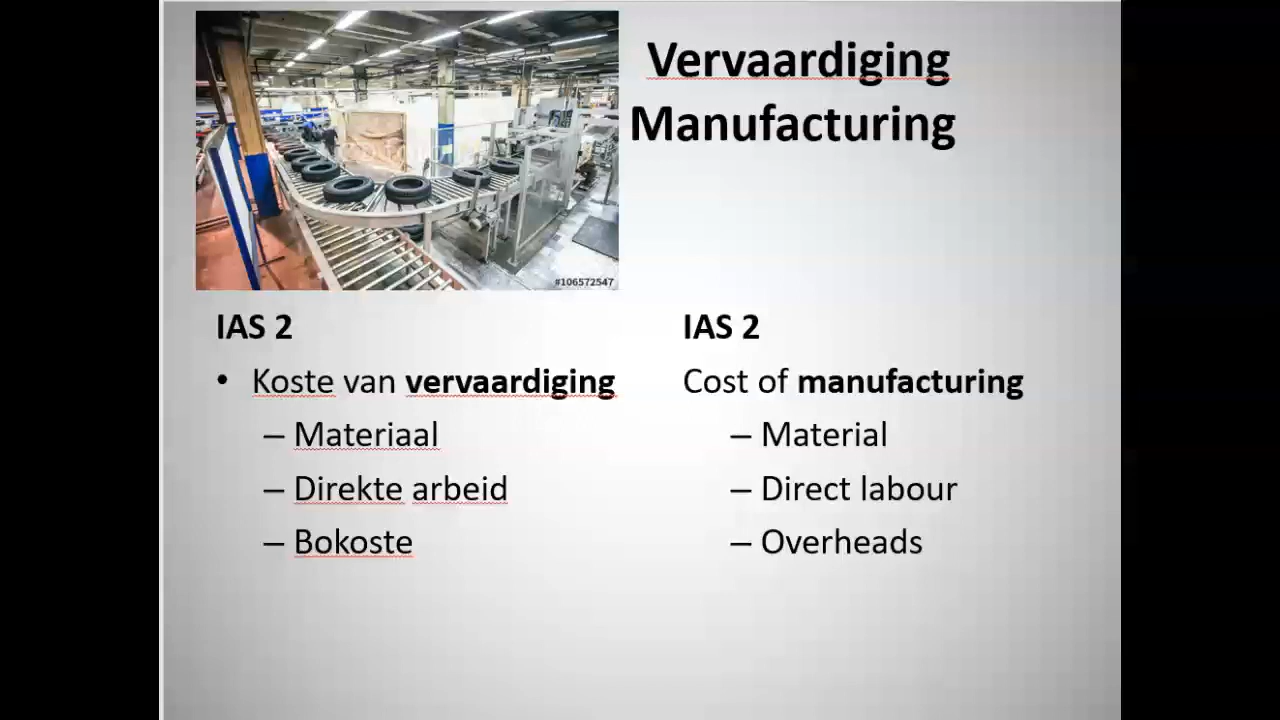 Vervaardiging
Manufacturing
#106572547
IAS 2
• Koste van vervaardiging
– Materiaal
– Direkte arbeid
– Bokoste
IAS 2
Cost of manufacturing
– Material
– Direct labour
– Overheads